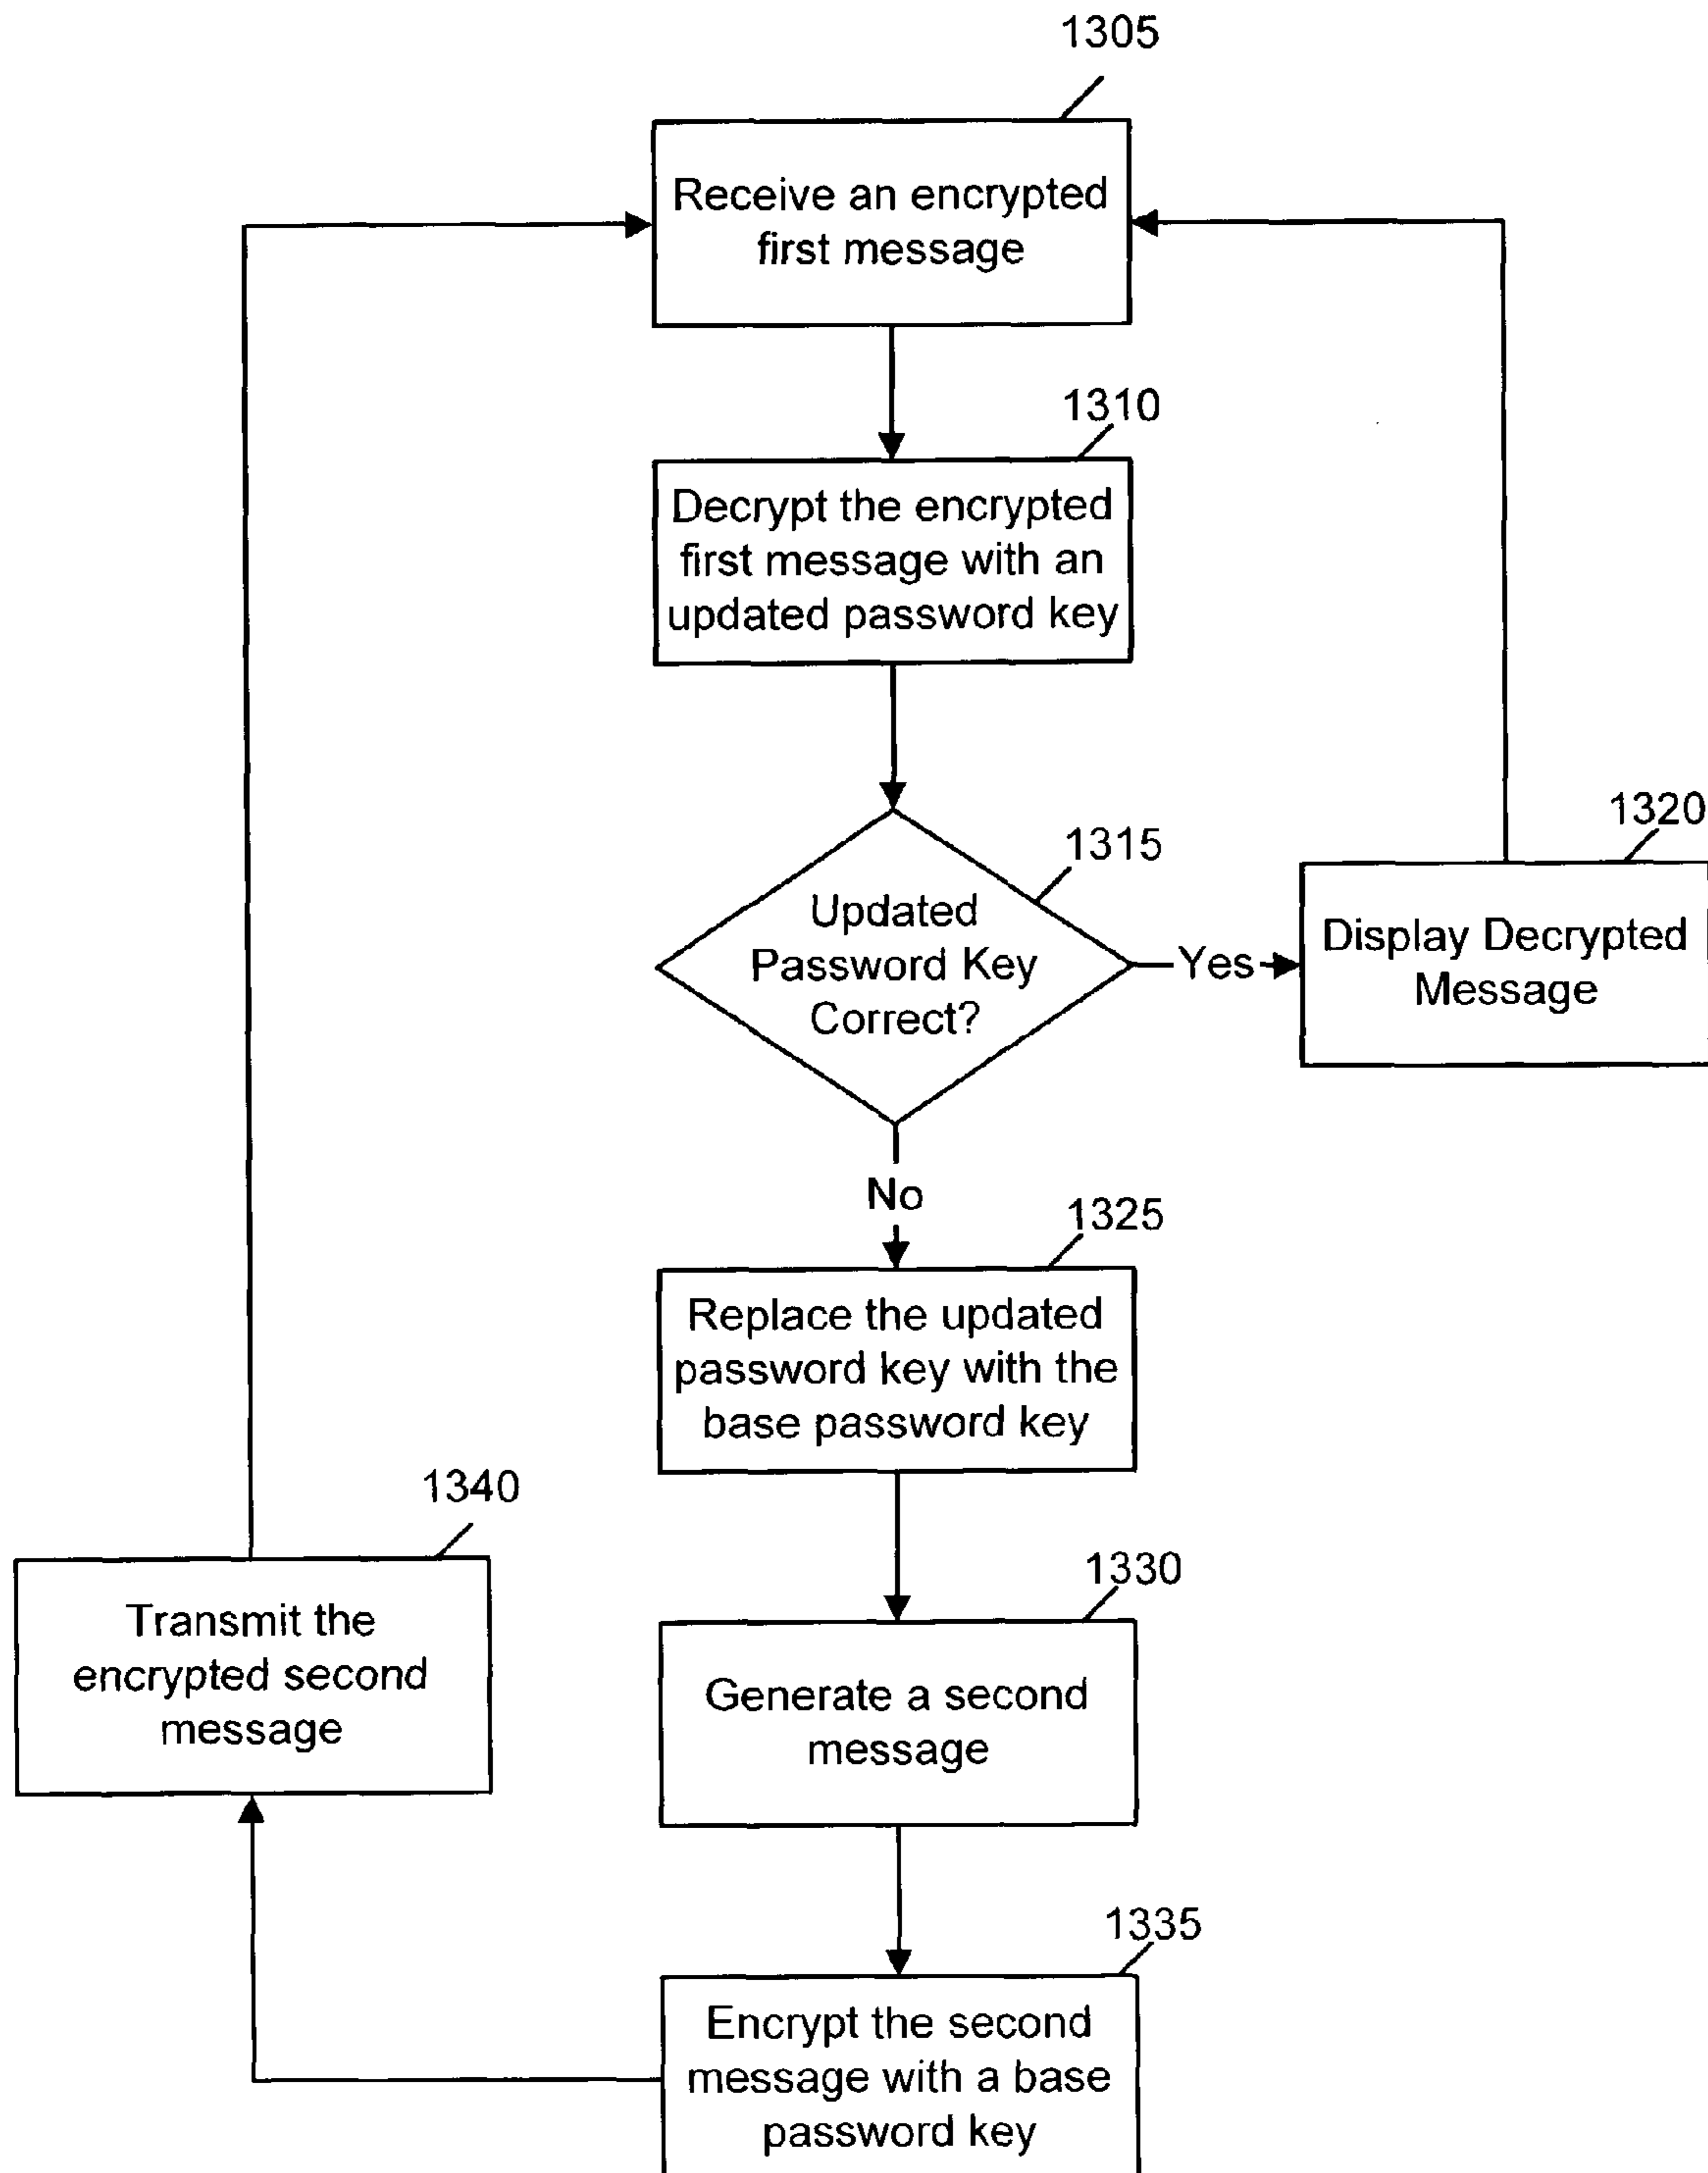 1305
Receive an encrypted
first message
1310
Decrypt the encrypted
first message with an
updated password key
1315
Updated
Password Key
Correct?
Yes
1320
Display Decrypted
Message
No
1325
Replace the updated
password key with the
base password key
1330
Generate a second
message
1335
Encrypt the second
message with a base
password key
1340
Transmit the
encrypted second
message